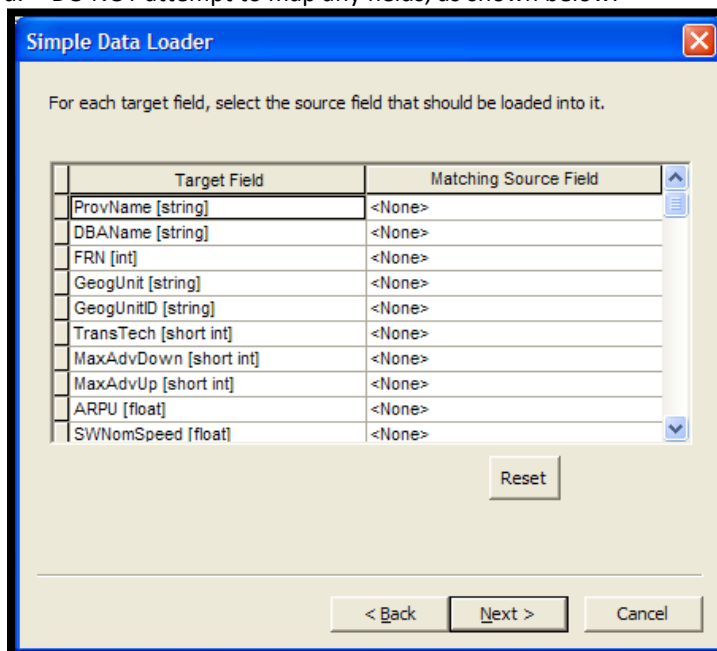 DO NOT attempt to map any fields, as shown below:
Simple Data Loader
For each target field, select the source field that should be loaded into it.
Target Field Matching Source Field
ProvName [string] <None>
DBAName [string] <None>
FRN [int] <None>
GeogUnit [string] <None>
GeogUnitID [string] <None>
TransTech [short int] <None>
MaxAdvDown [short int] <None>
MaxAdvUp [short int] <None>
ARPU [float] <None>
SWNomSpeed [float] <None>
Reset
< Back Next > Cancel